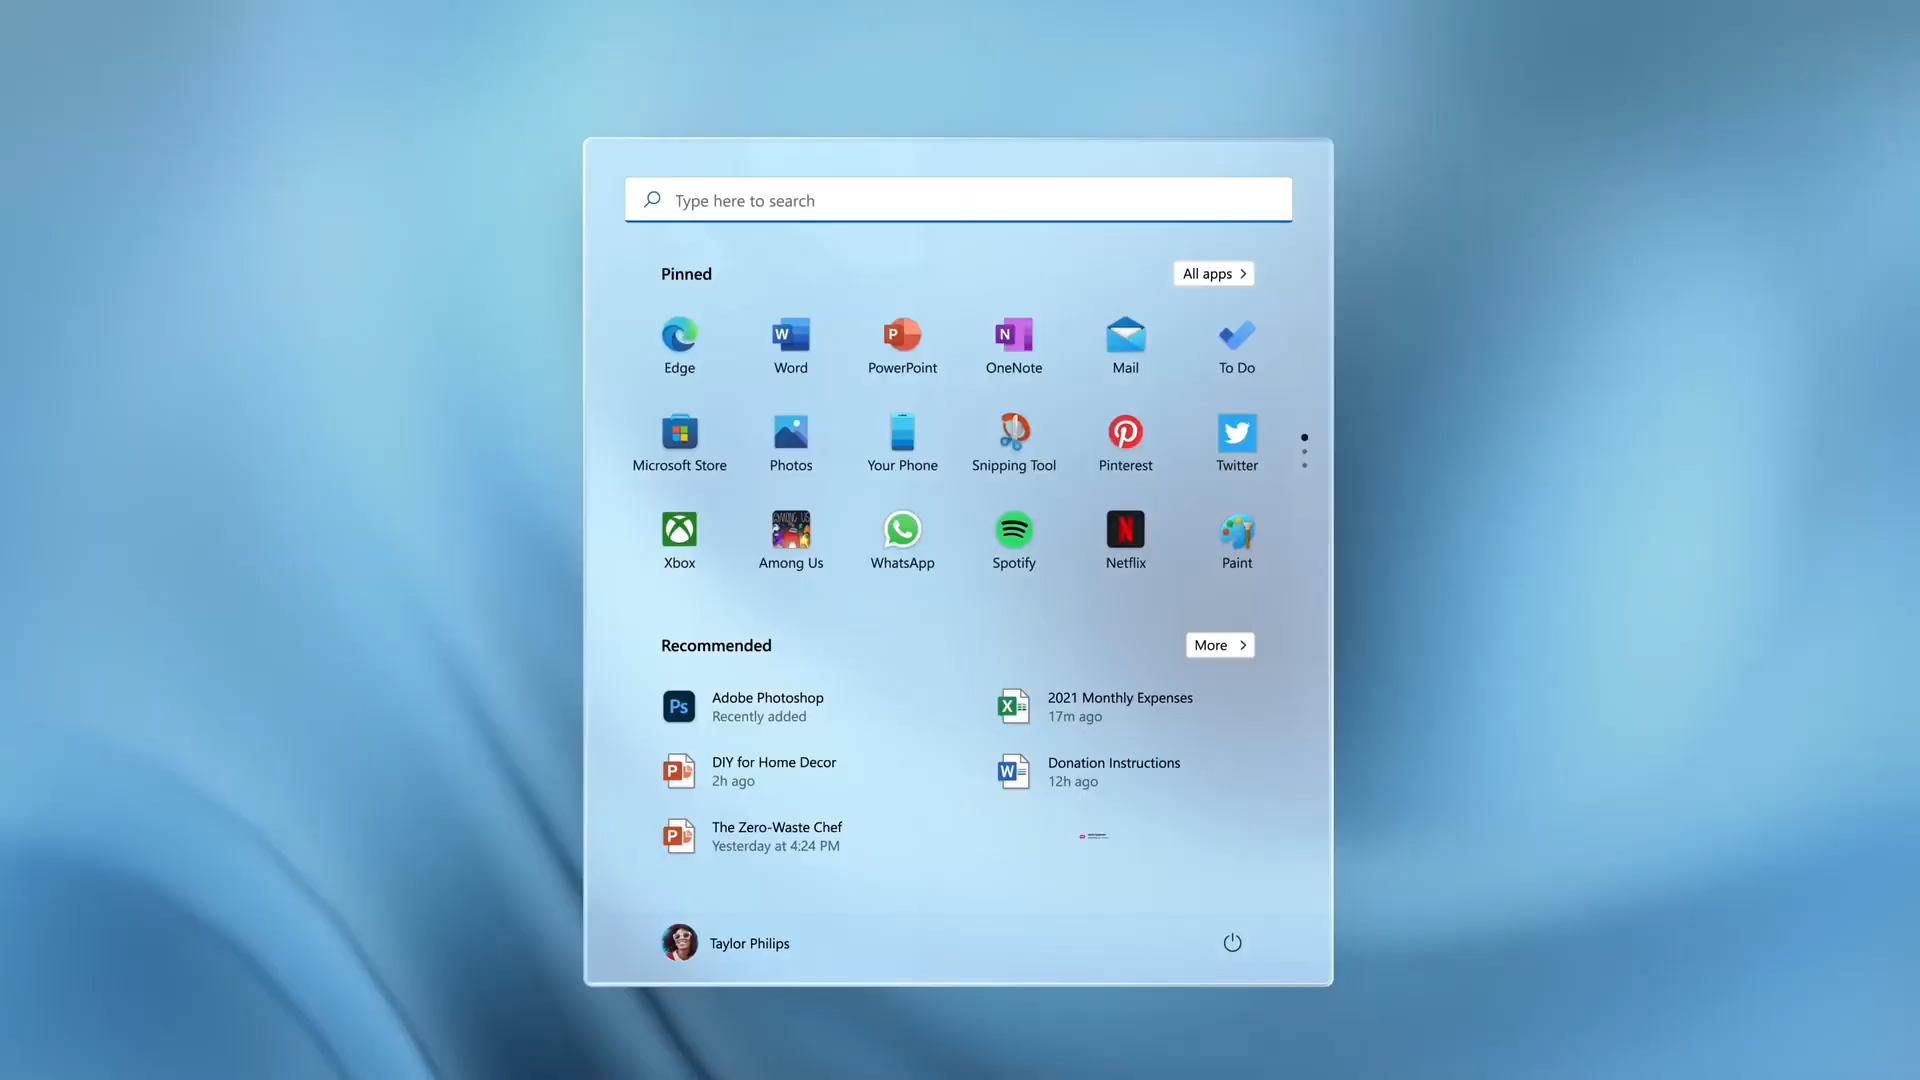 Type here to search
Pinned
All apps
Edge
Word
PowerPoint
OneNote
Mail
To Do
Microsoft Store
Photos
Your Phone
Snipping Tool
Pinterest
Twitter
Xbox
Among Us
WhatsApp
Spotify
Netflix
Paint
Recommended
More
Ps
Adobe Photoshop
Recently added
2021 Monthly Expenses
17m ago
DIY for Home Decor
2h ago
Donation Instructions
12h ago
The Zero-Waste Chef
Yesterday at 4:24 PM
Taylor Philips